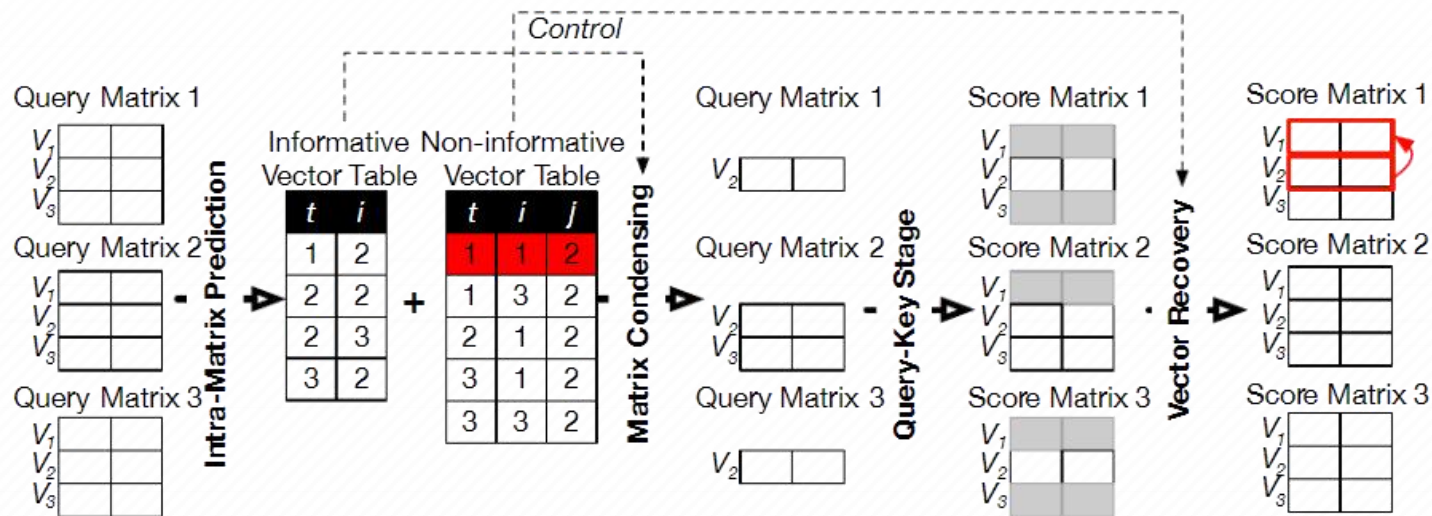 Control
Query Matrix 1
V1
V2
V3
Query Matrix 2
V1
V2
V3
Query Matrix 3
V1
V2
V3
Intra-Matrix Prediction
Informative
Vector Table
t i
1 2
2 2
2 3
3 2
+
Non-informative
Vector Table
t i j
1 1 2
1 3 2
2 1 2
3 1 2
3 3 2
Matrix Condensing
Query Matrix 1
V2
Query Matrix 2
V2
V3
Query Matrix 3
V2
Query-Key Stage
Score Matrix 1
V1
V2
V3
Score Matrix 2
V1
V2
V3
Score Matrix 3
V1
V2
V3
Vector Recovery
Score Matrix 1
V1
V2
V3
Score Matrix 2
V1
V2
V3
Score Matrix 3
V1
V2
V3